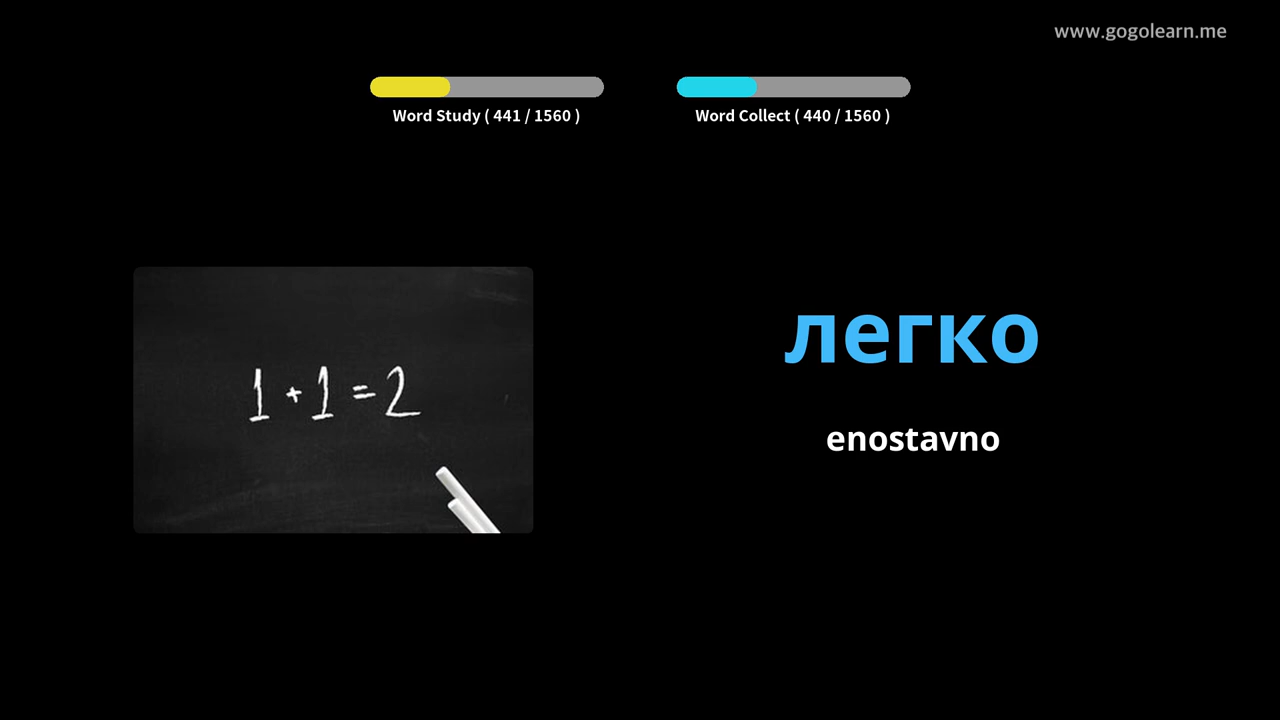 www.gogolearn.me
Word Study ( 441 / 1560 )
Word Collect ( 440 / 1560 )
1 + 1 = 2
легко
enostavno